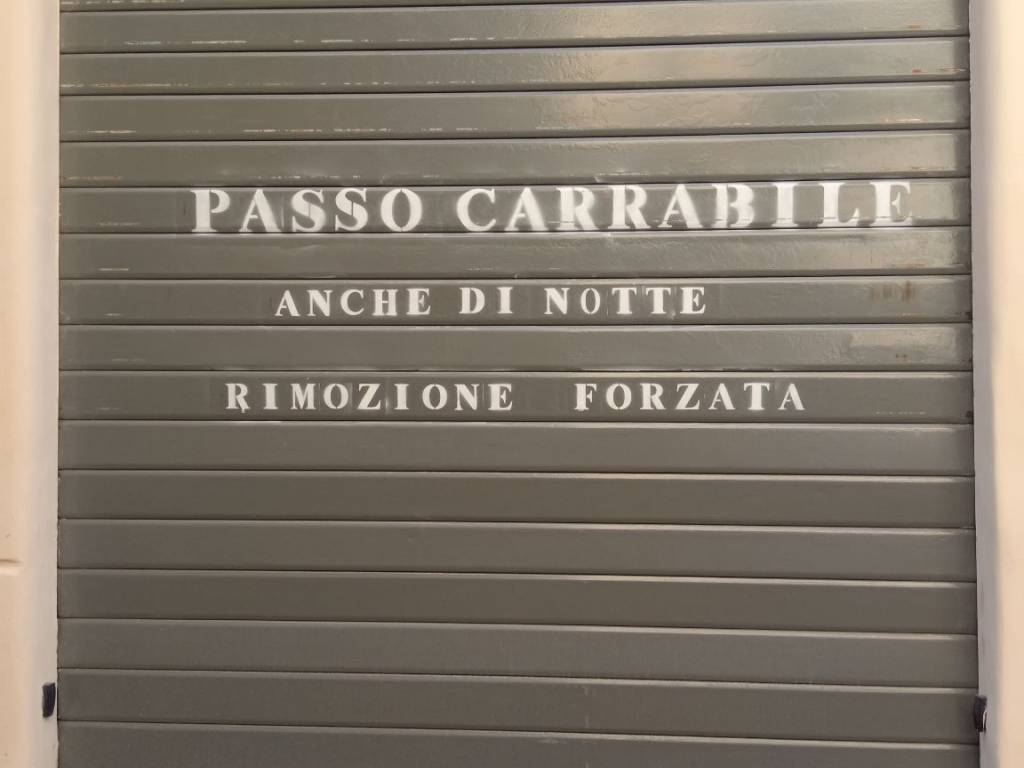 PASSO CARRABILE
ANCHE DI NOTTE
RIMOZIONE FORZATA